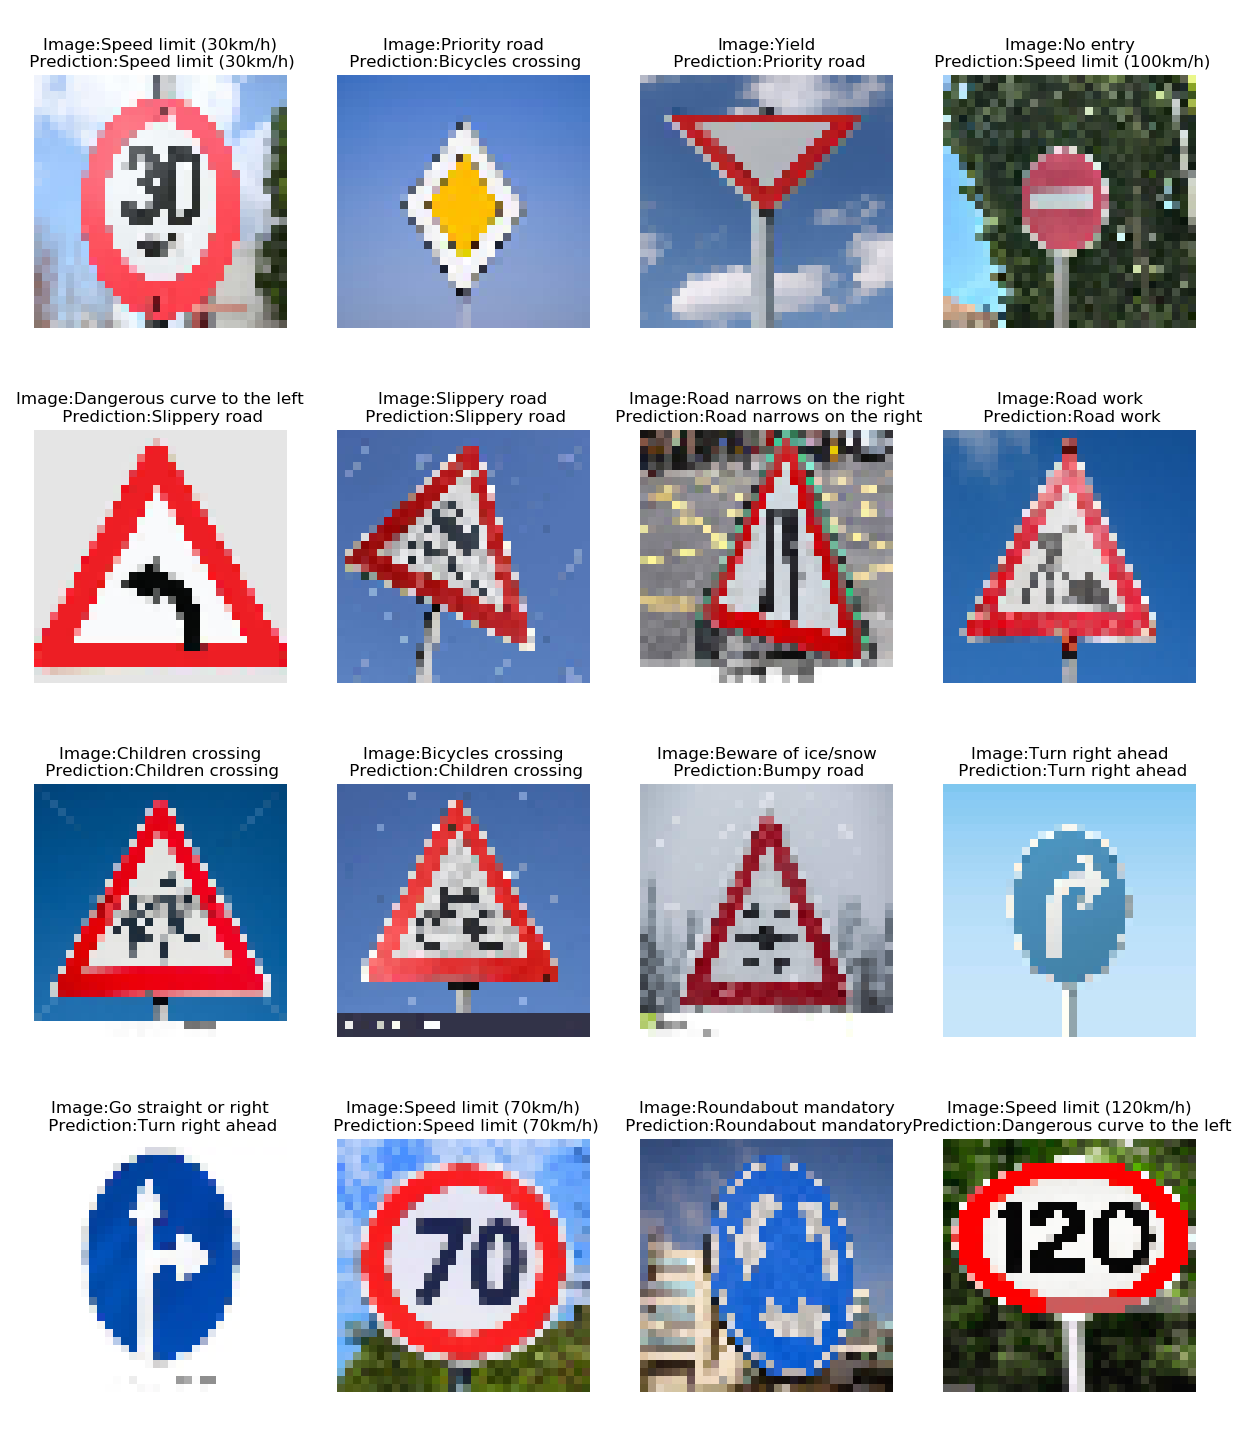 Image:Speed limit (30km/h)
Prediction:Speed limit (30km/h)
Image:Priority road
Prediction:Bicycles crossing
Image:Yield
Prediction:Priority road
Image:No entry
Prediction:Speed limit (100km/h)
30
Image:Dangerous curve to the left
Prediction:Slippery road
Image:Slippery road
Prediction:Slippery road
Image:Road narrows on the right
Prediction:Road narrows on the right
Image:Road work
Prediction:Road work
Image:Children crossing
Prediction:Children crossing
Image:Bicycles crossing
Prediction:Children crossing
Image:Beware of ice/snow
Prediction:Bumpy road
Image:Turn right ahead
Prediction:Turn right ahead
Image:Go straight or right
Prediction:Turn right ahead
Image:Speed limit (70km/h)
Prediction:Speed limit (70km/h)
Image:Roundabout mandatory
Prediction:Roundabout mandatory
Image:Speed limit (120km/h)
Prediction:Dangerous curve to the left
70
120